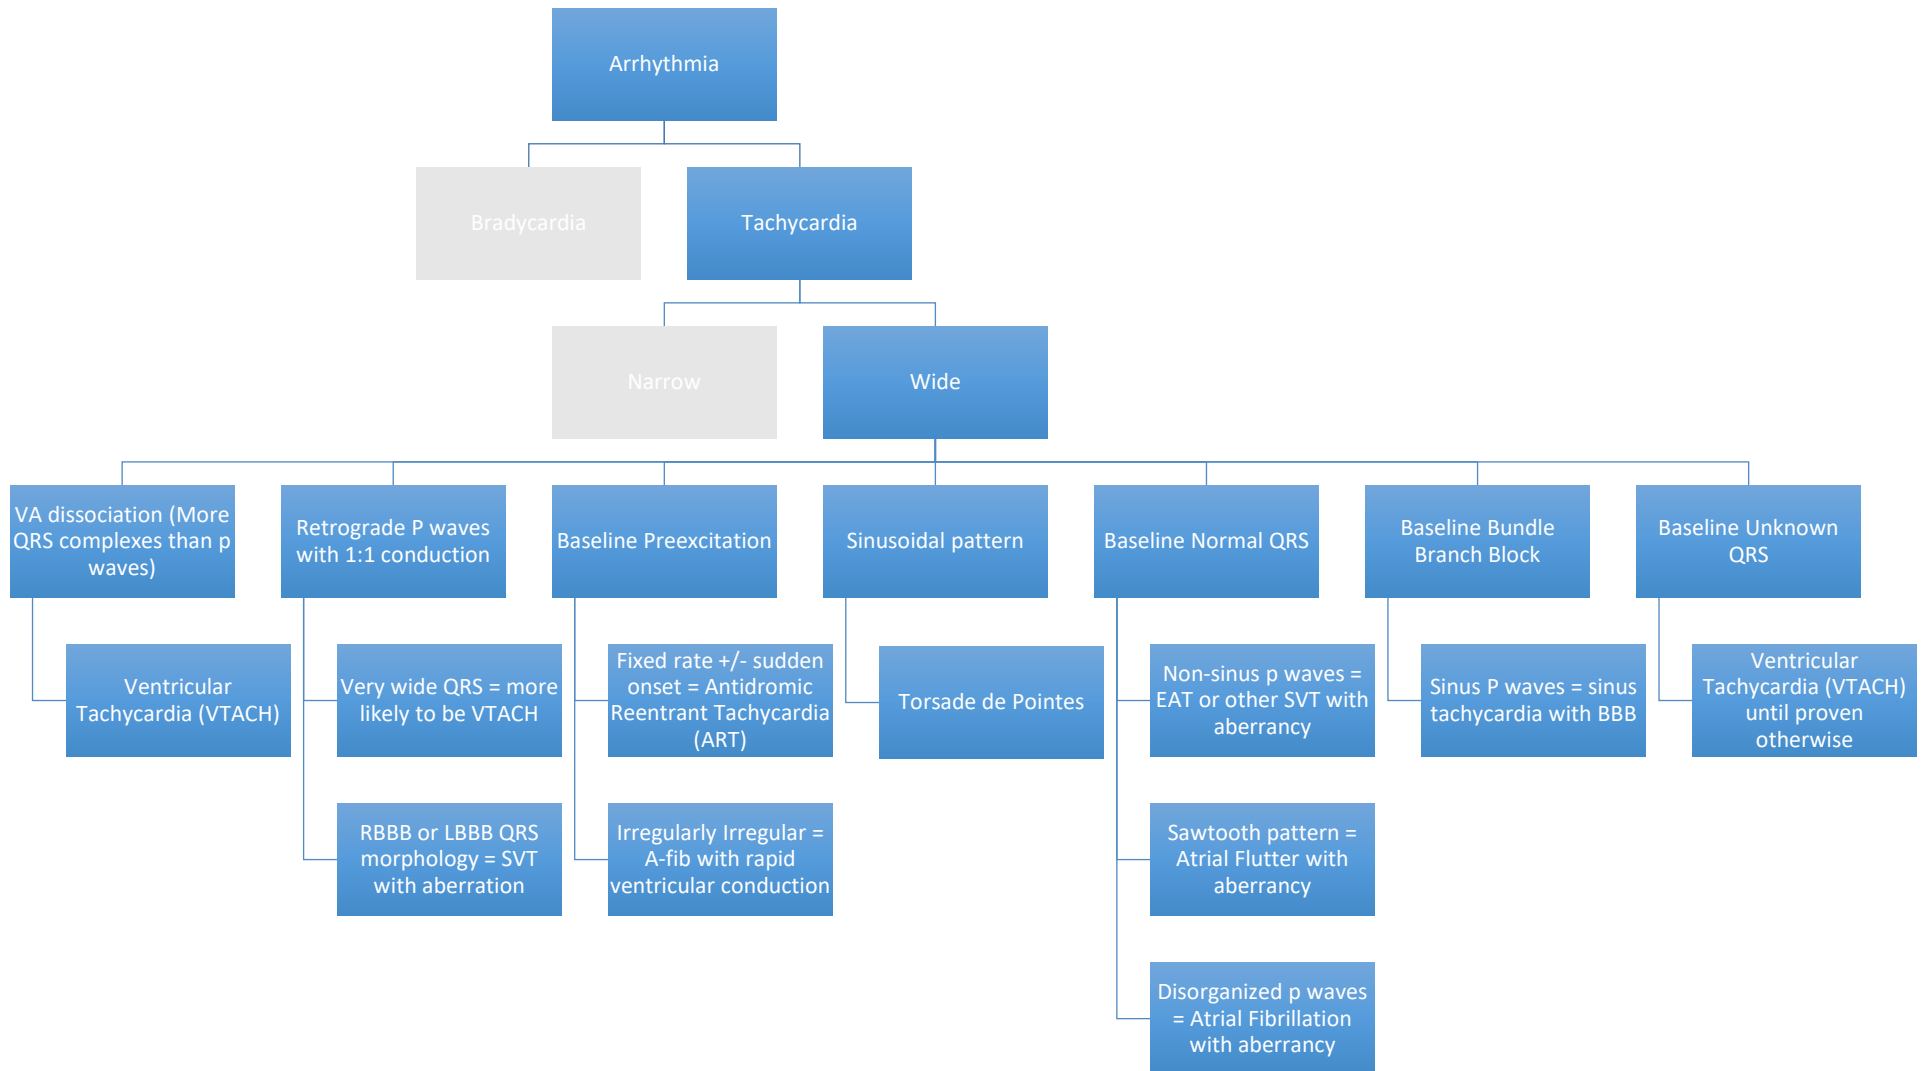 Arrhythmia
Bradycardia
Tachycardia
Narrow
Wide
VA dissociation (More
QRS complexes than p
waves)
Retrograde P waves
with 1:1 conduction
Baseline Preexcitation
Sinusoidal pattern
Baseline Normal QRS
Baseline Bundle
Branch Block
Baseline Unknown
QRS
Ventricular
Tachycardia (VTACH)
Very wide QRS = more
likely to be VTACH
Fixed rate +/- sudden
onset = Antidromic
Reentrant Tachycardia
(ART)
Torsade de Pointes
Non-sinus p waves =
EAT or other SVT with
aberrancy
Sinus P waves = sinus
tachycardia with BBB
Ventricular
Tachycardia (VTACH)
until proven
otherwise
RBBB or LBBB QRS
morphology = SVT
with aberration
Irregularly Irregular =
A-fib with rapid
ventricular conduction
Sawtooth pattern =
Atrial Flutter with
aberrancy
Disorganized p waves
= Atrial Fibrillation
with aberrancy